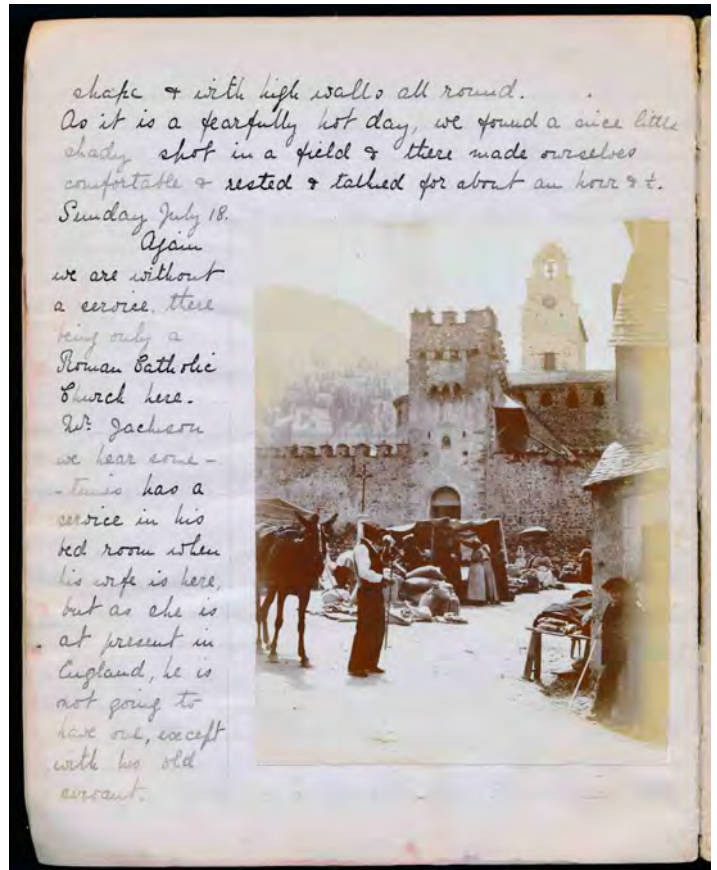 shape & with high walls all round.
As it is a fearfully hot day, we found a nice little
shady spot in a field & there made ourselves
comfortable & rested & talked for about an hour & ½.
Sunday July 18.
Again
we are without
a service, there
being only a
Roman Catholic
Church here.
Mr. Jackson
we hear some-
-times has a
service in his
bed room when
his wife is here,
but as she is
at present in
England, he is
not going to
have one, except
with his old
servant.